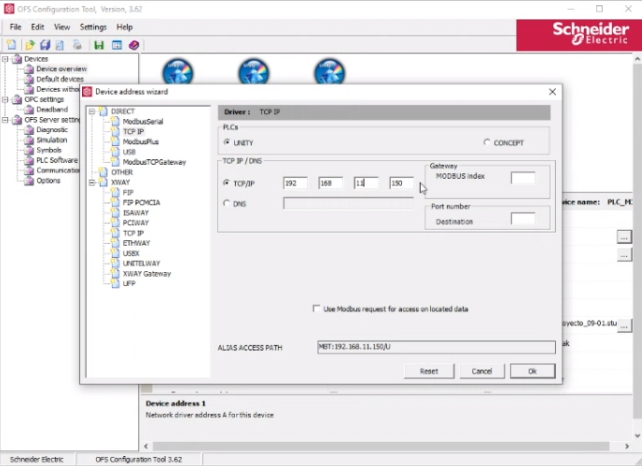 OFS Configuration Tool, Version, 3.62
File Edit View Settings Help
Schneider
Electric
Devices
Device overview
Default devices
Devices witho
OPC settings
Deadband
OFS Server settin
Diagnostic
Simulation
Symbols
PLC Software
Communicatio
Options
Device address wizard
DIRECT
ModbusSerial
TCP IP
ModbusPlus
USB
ModbusTCPGateway
OTHER
XWAY
FIP
FIP PCMCIA
ISAWAY
PCIWAY
TCP IP
ETHWAY
USBX
UNITELWAY
XWAY Gateway
UFP
Driver : TCP IP
PLCs
UNITY
CONCEPT
TCP IP / DNS
TCP/IP 192 168 11 150
DNS
Gateway
MODBUS index
Port number
Destination
Use Modbus request for access on located data
ALIAS ACCESS PATH MBT:192.168.11.150/U
Reset Cancel Ok
vice name: PLC_M
...
...
oyecto_09-01.stu ...
ak
Device address 1
Network driver address A for this device
Schneider Electric OFS Configuration Tool 3.62